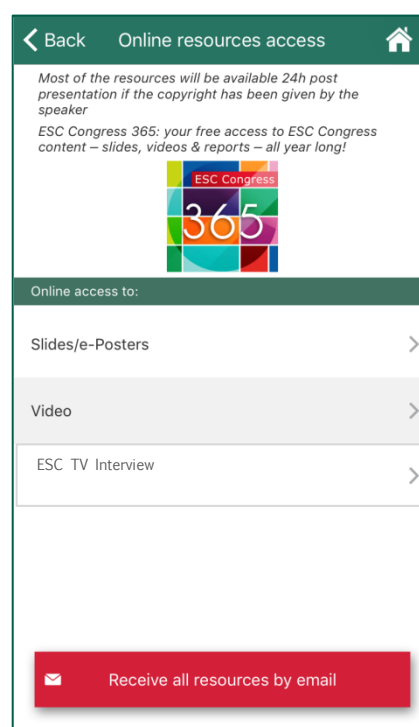 Back Online resources access
Most of the resources will be available 24h post
presentation if the copyright has been given by the
speaker
ESC Congress 365: your free access to ESC Congress
content – slides, videos & reports – all year long!
ESC Congress
365
Online access to:
Slides/e-Posters
Video
ESC TV Interview
Receive all resources by email